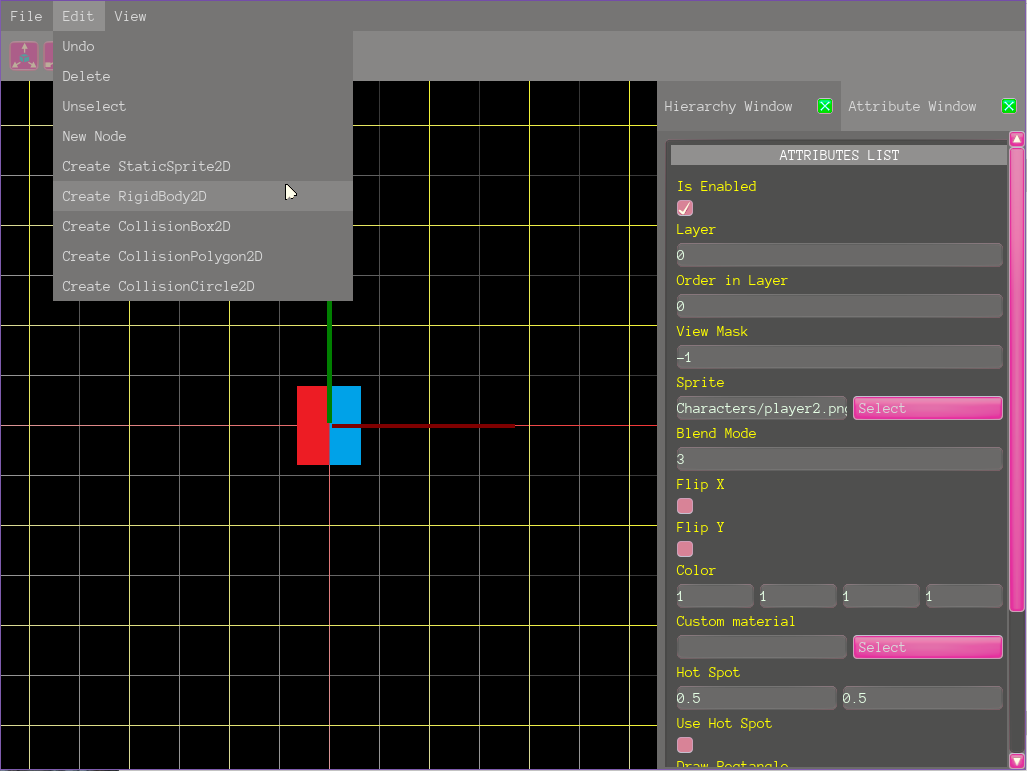 File Edit View
Undo
Delete
Unselect
New Node
Create StaticSprite2D
Create RigidBody2D
Create CollisionBox2D
Create CollisionPolygon2D
Create CollisionCircle2D
Hierarchy Window Attribute Window
ATTRIBUTES LIST
Is Enabled
Layer
0
Order in Layer
0
View Mask
-1
Sprite
Characters/player2.png Select
Blend Mode
3
Flip X
Flip Y
Color
1 1 1 1
Custom material
Select
Hot Spot
0.5 0.5
Use Hot Spot
Draw Rectangle